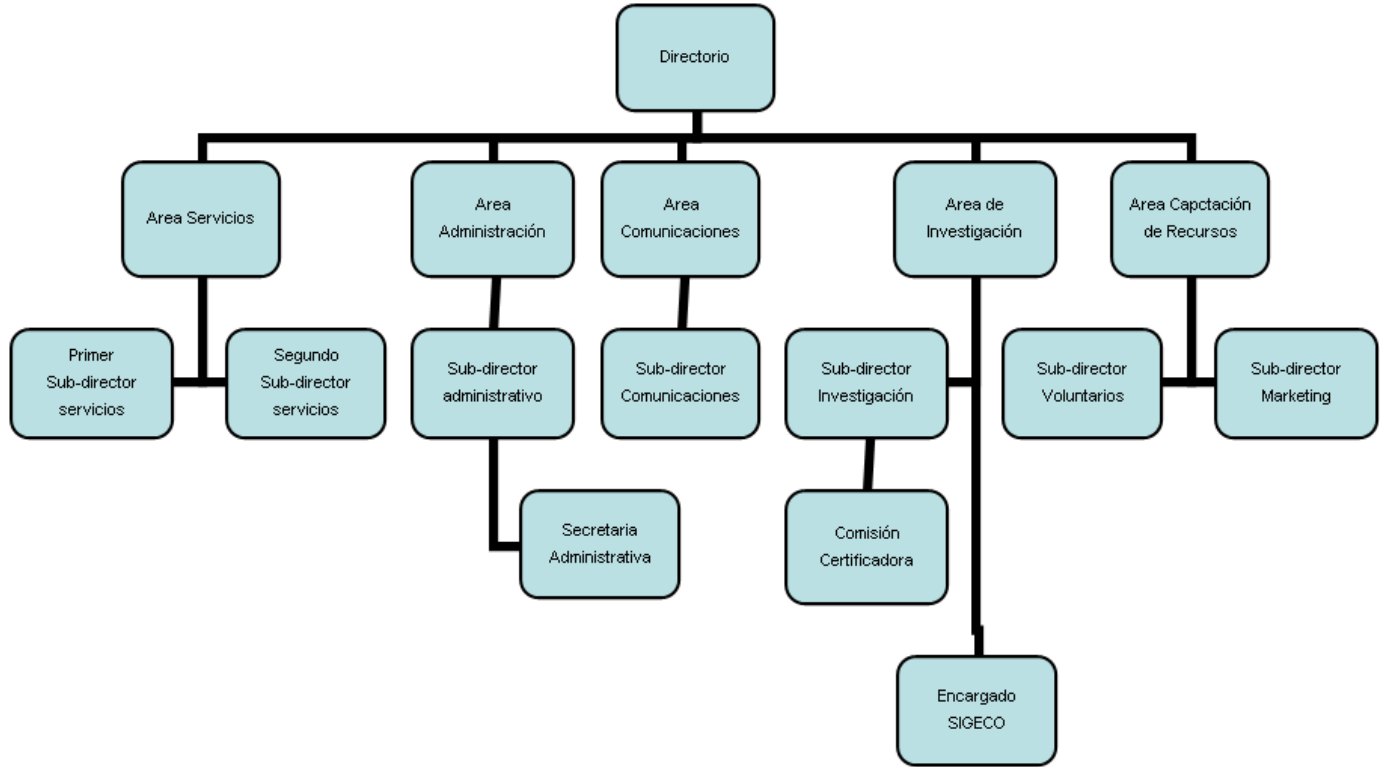 Directorio
Area Servicios
Area
Administración
Area
Comunicaciones
Area de
Investigación
Area Capctación
de Recursos
Primer
Sub-director
servicios
Segundo
Sub-director
servicios
Sub-director
administrativo
Sub-director
Comunicaciones
Sub-director
Investigación
Sub-director
Voluntarios
Sub-director
Marketing
Secretaria
Administrativa
Comisión
Certificadora
Encargado
SIGECO